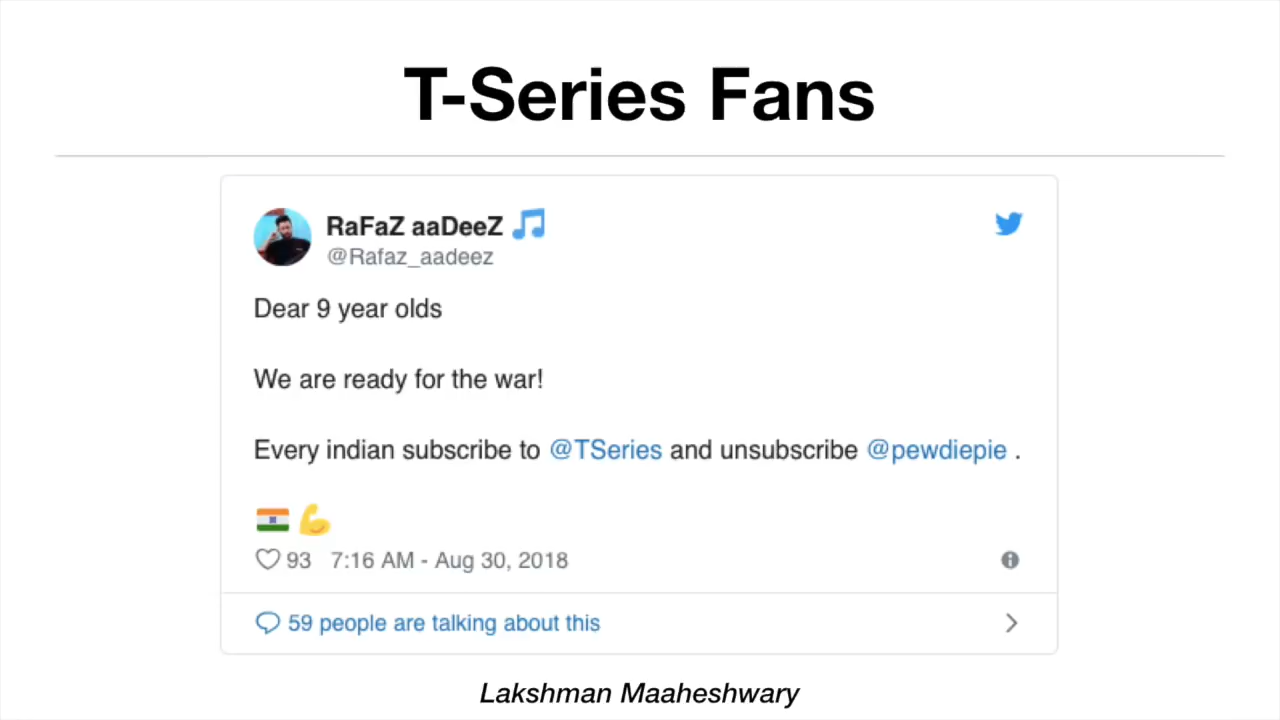 T-Series Fans
RaFaZ aaDeeZ
@Rafaz_aadeez
Dear 9 year olds
We are ready for the war!
Every indian subscribe to @TSeries and unsubscribe @pewdiepie .
93 7:16 AM - Aug 30, 2018
59 people are talking about this
Lakshman Maaheshwary